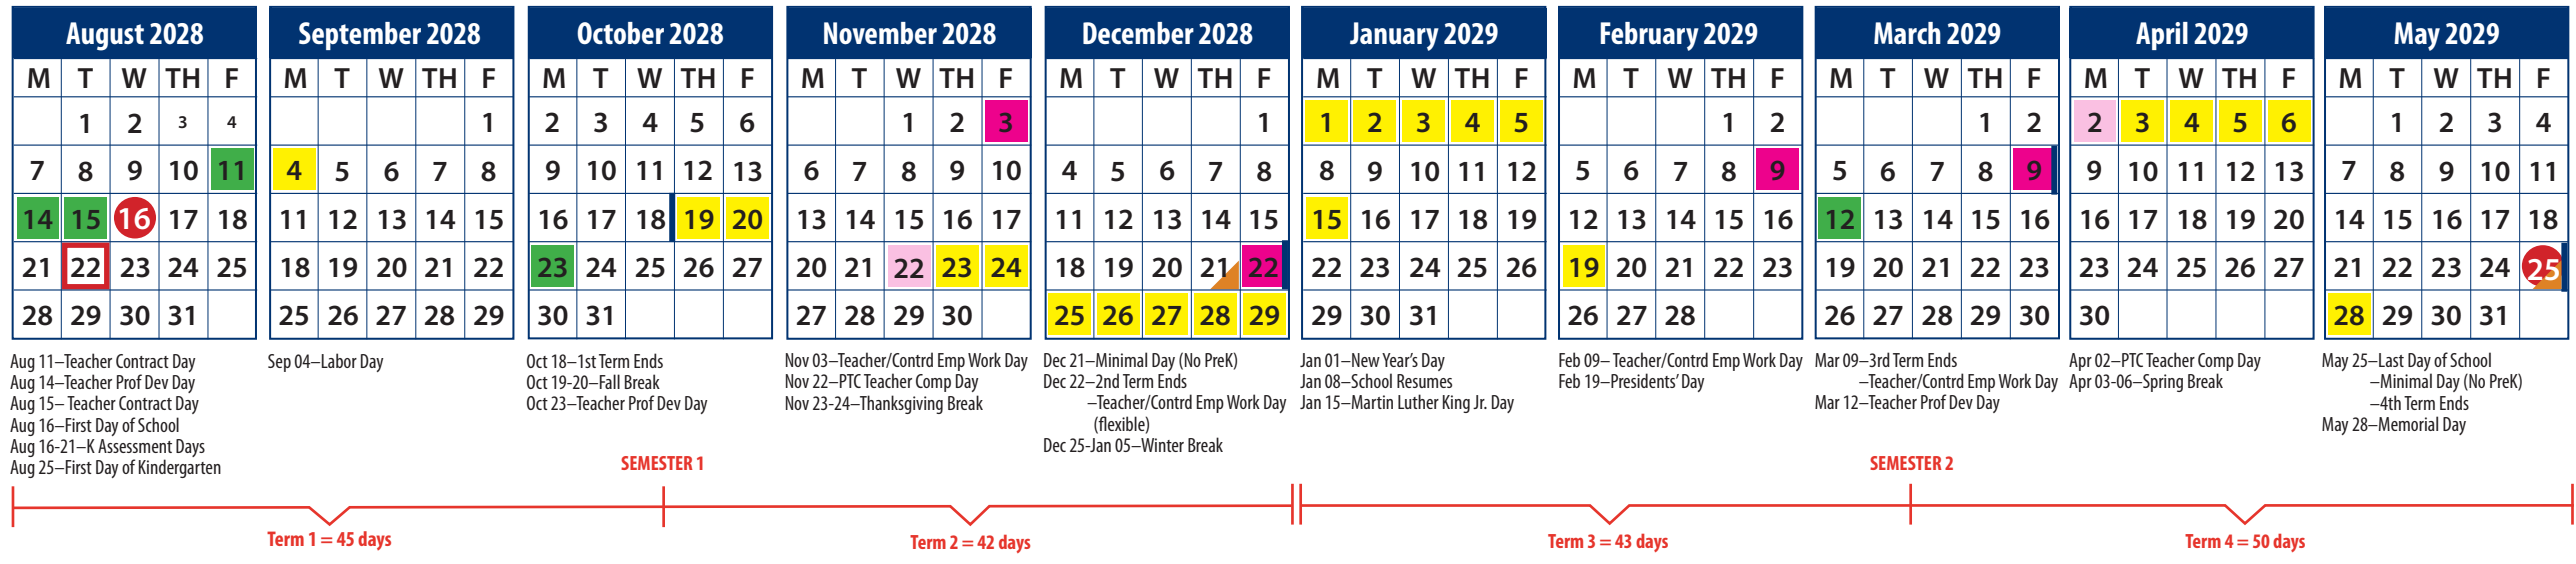 August 2028
M T W TH F
1 2 3 4
7 8 9 10 11
14 15 16 17 18
21 22 23 24 25
28 29 30 31
Aug 11–Teacher Contract Day
Aug 14–Teacher Prof Dev Day
Aug 15– Teacher Contract Day
Aug 16–First Day of School
Aug 16-21–K Assessment Days
Aug 25–First Day of Kindergarten
September 2028
M T W TH F
1
4 5 6 7 8
11 12 13 14 15
18 19 20 21 22
25 26 27 28 29
Sep 04–Labor Day
October 2028
M T W TH F
2 3 4 5 6
9 10 11 12 13
16 17 18 19 20
23 24 25 26 27
30 31
Oct 18–1st Term Ends
Oct 19-20–Fall Break
Oct 23–Teacher Prof Dev Day
November 2028
M T W TH F
1 2 3
6 7 8 9 10
13 14 15 16 17
20 21 22 23 24
27 28 29 30
Nov 03–Teacher/Contrd Emp Work Day
Nov 22–PTC Teacher Comp Day
Nov 23-24–Thanksgiving Break
December 2028
M T W TH F
1
4 5 6 7 8
11 12 13 14 15
18 19 20 21 22
25 26 27 28 29
Dec 21–Minimal Day (No PreK)
Dec 22–2nd Term Ends
–Teacher/Contrd Emp Work Day
(flexible)
Dec 25-Jan 05–Winter Break
January 2029
M T W TH F
1 2 3 4 5
8 9 10 11 12
15 16 17 18 19
22 23 24 25 26
29 30 31
Jan 01–New Year's Day
Jan 08–School Resumes
Jan 15–Martin Luther King Jr. Day
February 2029
M T W TH F
1 2
5 6 7 8 9
12 13 14 15 16
19 20 21 22 23
26 27 28
Feb 09– Teacher/Contrd Emp Work Day
Feb 19–Presidents' Day
March 2029
M T W TH F
1 2
5 6 7 8 9
12 13 14 15 16
19 20 21 22 23
26 27 28 29 30
Mar 09–3rd Term Ends
–Teacher/Contrd Emp Work Day
Mar 12–Teacher Prof Dev Day
April 2029
M T W TH F
2 3 4 5 6
9 10 11 12 13
16 17 18 19 20
23 24 25 26 27
30
Apr 02–PTC Teacher Comp Day
Apr 03-06–Spring Break
May 2029
M T W TH F
1 2 3 4
7 8 9 10 11
14 15 16 17 18
21 22 23 24 25
28 29 30 31
May 25–Last Day of School
–Minimal Day (No PreK)
–4th Term Ends
May 28–Memorial Day
SEMESTER 1
SEMESTER 2
Term 1 = 45 days
Term 2 = 42 days
Term 3 = 43 days
Term 4 = 50 days